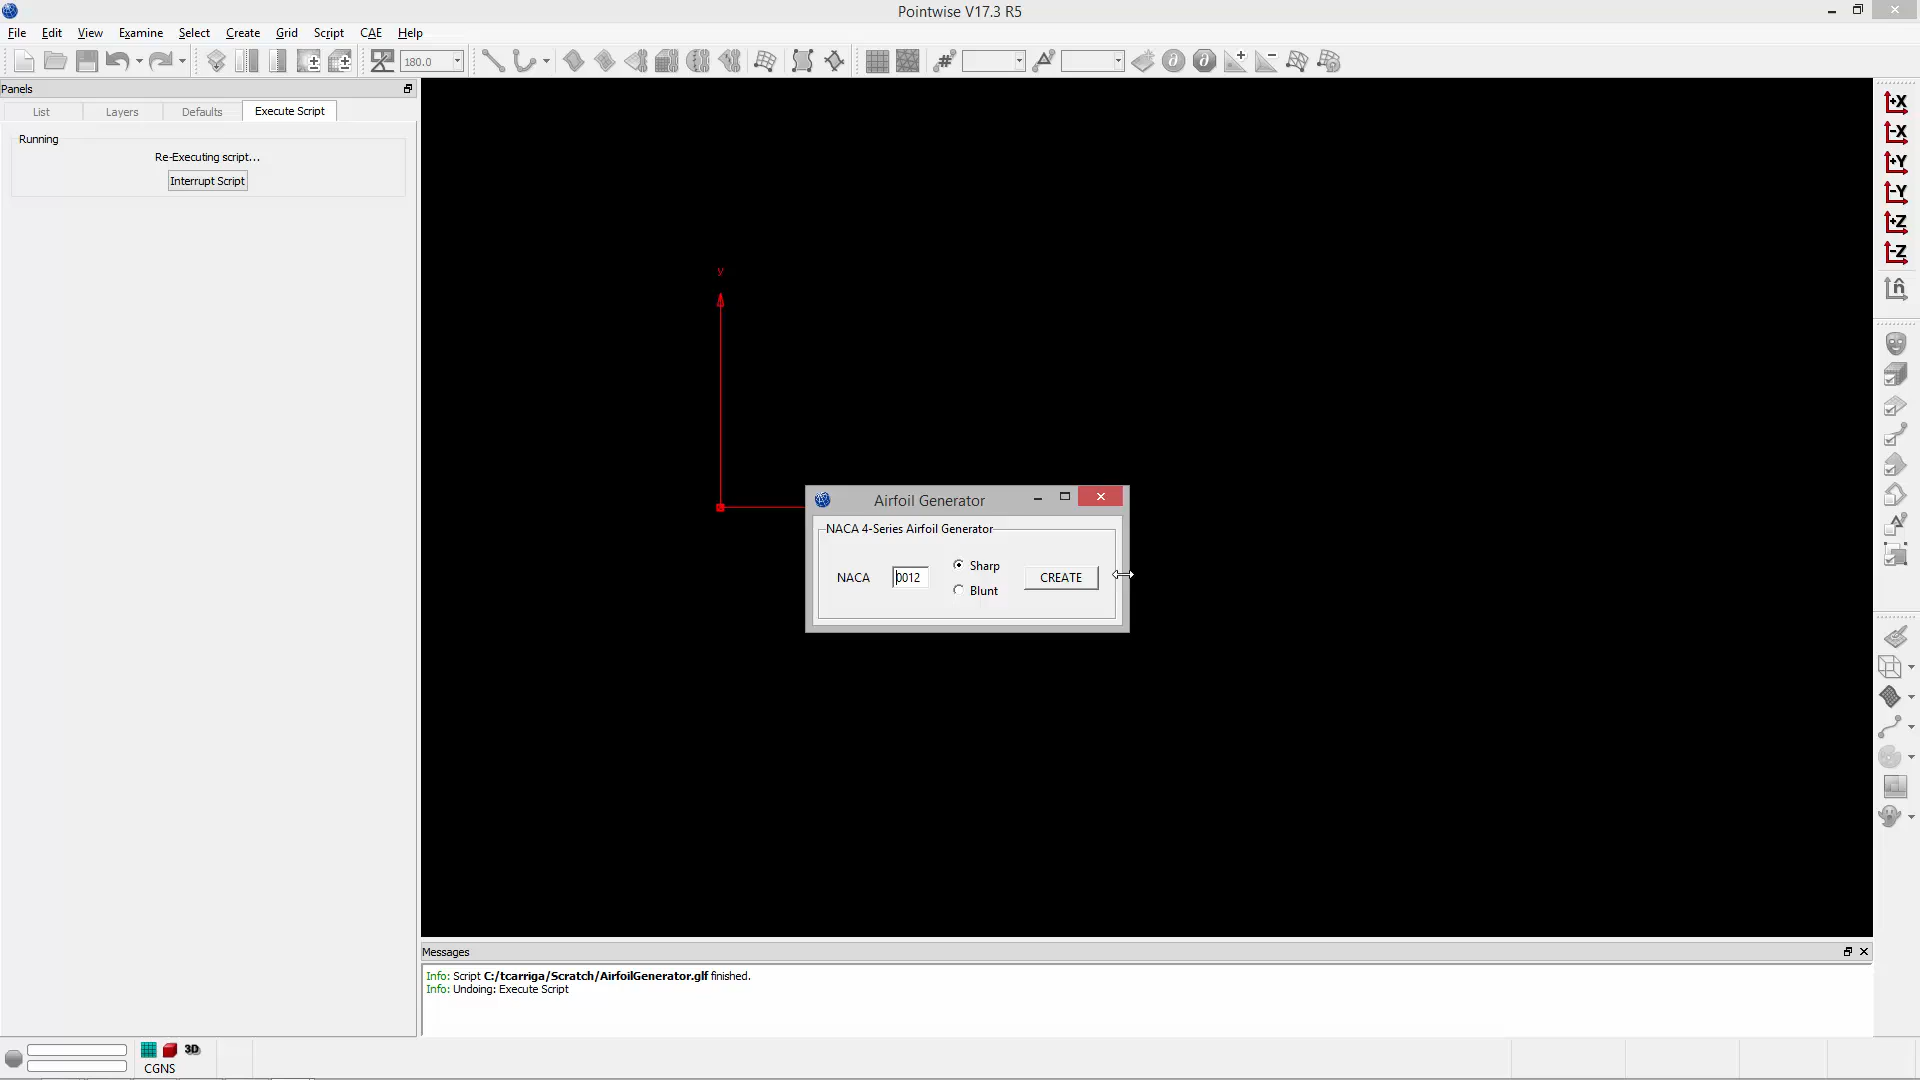 Pointwise V17.3 R5
File Edit View Examine Select Create Grid Script CAE Help
180.0
Panels
List Layers Defaults Execute Script
Running
Re-Executing script...
Interrupt Script
y
Airfoil Generator
NACA 4-Series Airfoil Generator
NACA 0012 Sharp CREATE
Blunt
+X
-X
+Y
-Y
+Z
-Z
n̂
Messages
Info: Script C:/tcarriga/Scratch/AirfoilGenerator.glf finished.
Info: Undoing: Execute Script
3D
CGNS